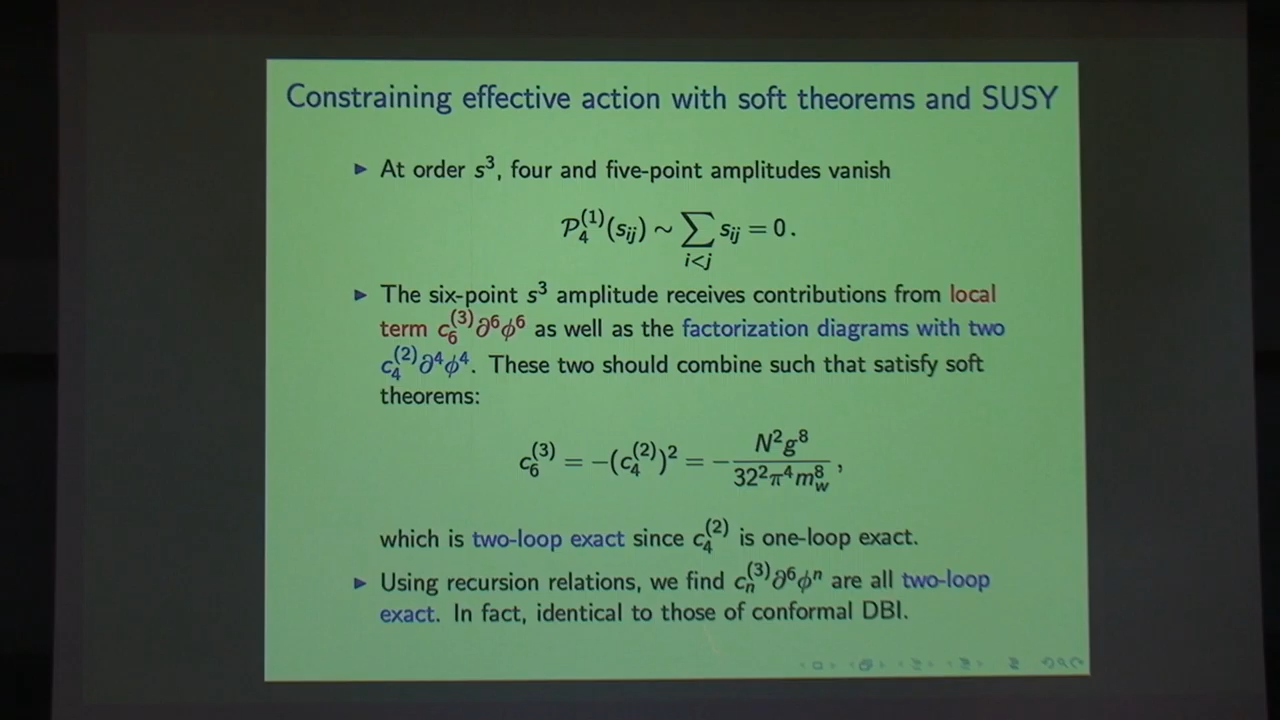 Constraining effective action with soft theorems and SUSY
▶ At order s³, four and five-point amplitudes vanish
𝒫₄⁽¹⁾(sᵢⱼ) ∼ ∑_{i<j} sᵢⱼ = 0 .
▶ The six-point s³ amplitude receives contributions from local
term c₆⁽³⁾∂⁶ϕ⁶ as well as the factorization diagrams with two
c₄⁽²⁾∂⁴ϕ⁴. These two should combine such that satisfy soft
theorems:
c₆⁽³⁾ = −(c₄⁽²⁾)² = − N²g⁸ / 32²π⁴m_w⁸ ,
which is two-loop exact since c₄⁽²⁾ is one-loop exact.
▶ Using recursion relations, we find cₙ⁽³⁾∂⁶ϕⁿ are all two-loop
exact. In fact, identical to those of conformal DBI.